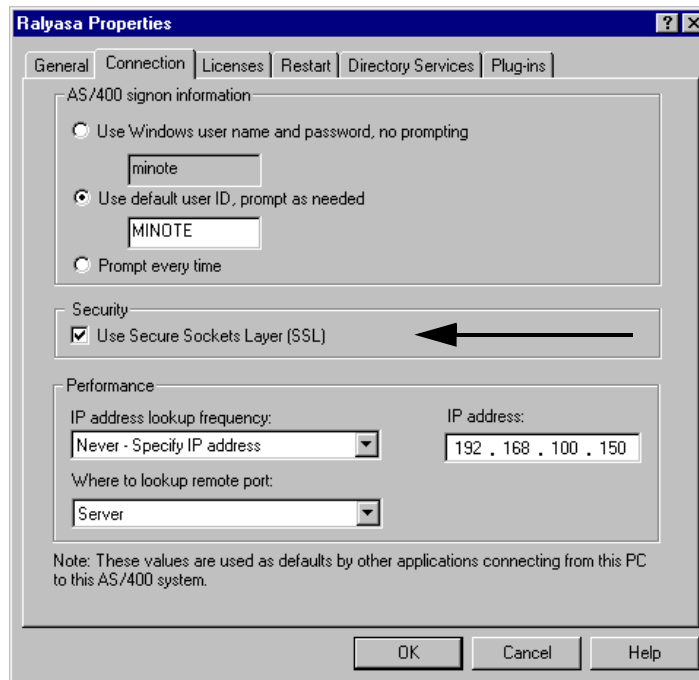 Ralyasa Properties
General Connection Licenses Restart Directory Services Plug-ins
AS/400 signon information
Use Windows user name and password, no prompting
minote
Use default user ID, prompt as needed
MINOTE
Prompt every time
Security
Use Secure Sockets Layer (SSL)
Performance
IP address lookup frequency: IP address:
Never - Specify IP address 192 . 168 . 100 . 150
Where to lookup remote port:
Server
Note: These values are used as defaults by other applications connecting from this PC
to this AS/400 system.
OK Cancel Help